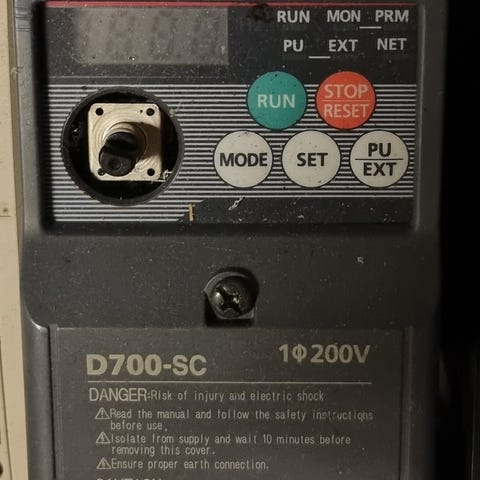 RUN MON PRM
PU EXT NET
RUN
STOP
RESET
MODE
SET
PU
EXT
D700-SC 1Φ200V
DANGER:Risk of injury and electric shock
Read the manual and follow the safety instructions
before use.
Isolate from supply and wait 10 minutes before
removing this cover.
Ensure proper earth connection.